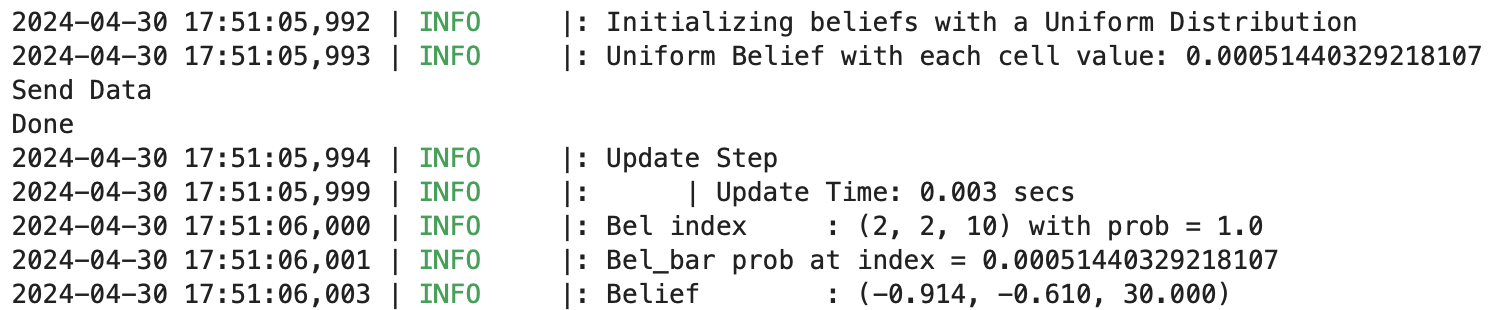 2024-04-30 17:51:05,992 | INFO     |: Initializing beliefs with a Uniform Distribution
2024-04-30 17:51:05,993 | INFO     |: Uniform Belief with each cell value: 0.00051440329218107
Send Data
Done
2024-04-30 17:51:05,994 | INFO     |: Update Step
2024-04-30 17:51:05,999 | INFO     |:      | Update Time: 0.003 secs
2024-04-30 17:51:06,000 | INFO     |: Bel index     : (2, 2, 10) with prob = 1.0
2024-04-30 17:51:06,001 | INFO     |: Bel_bar prob at index = 0.00051440329218107
2024-04-30 17:51:06,003 | INFO     |: Belief        : (-0.914, -0.610, 30.000)